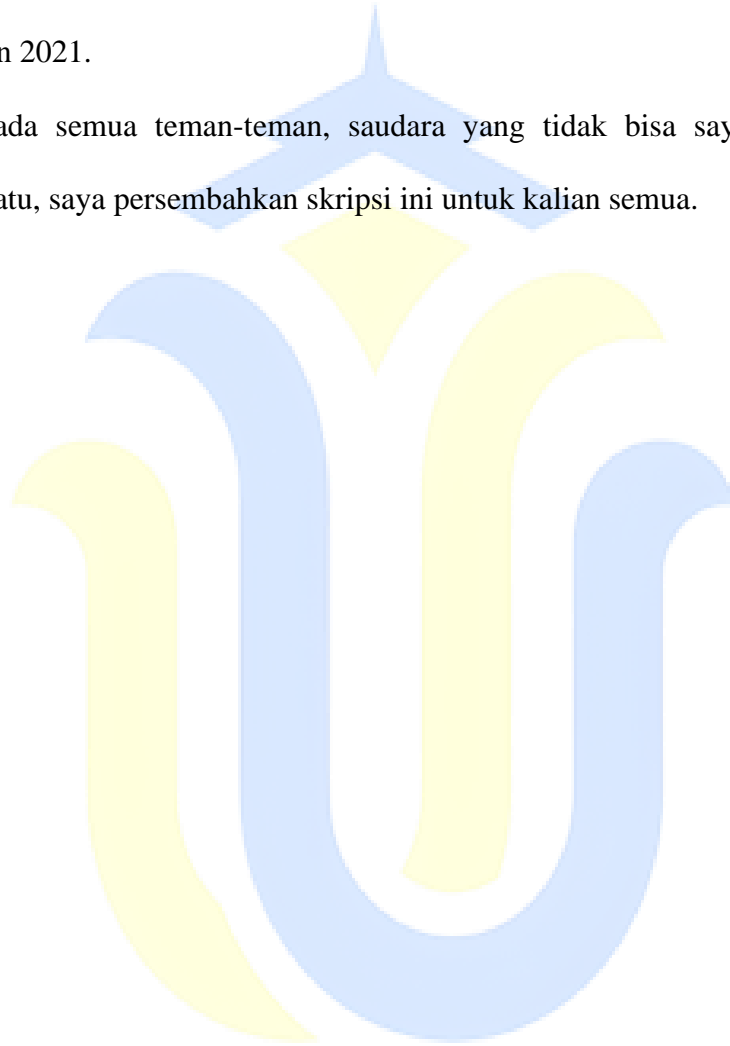 n 2021.
ada semua teman-teman, saudara yang tidak bisa say
atu, saya persembahkan skripsi ini untuk kalian semua.